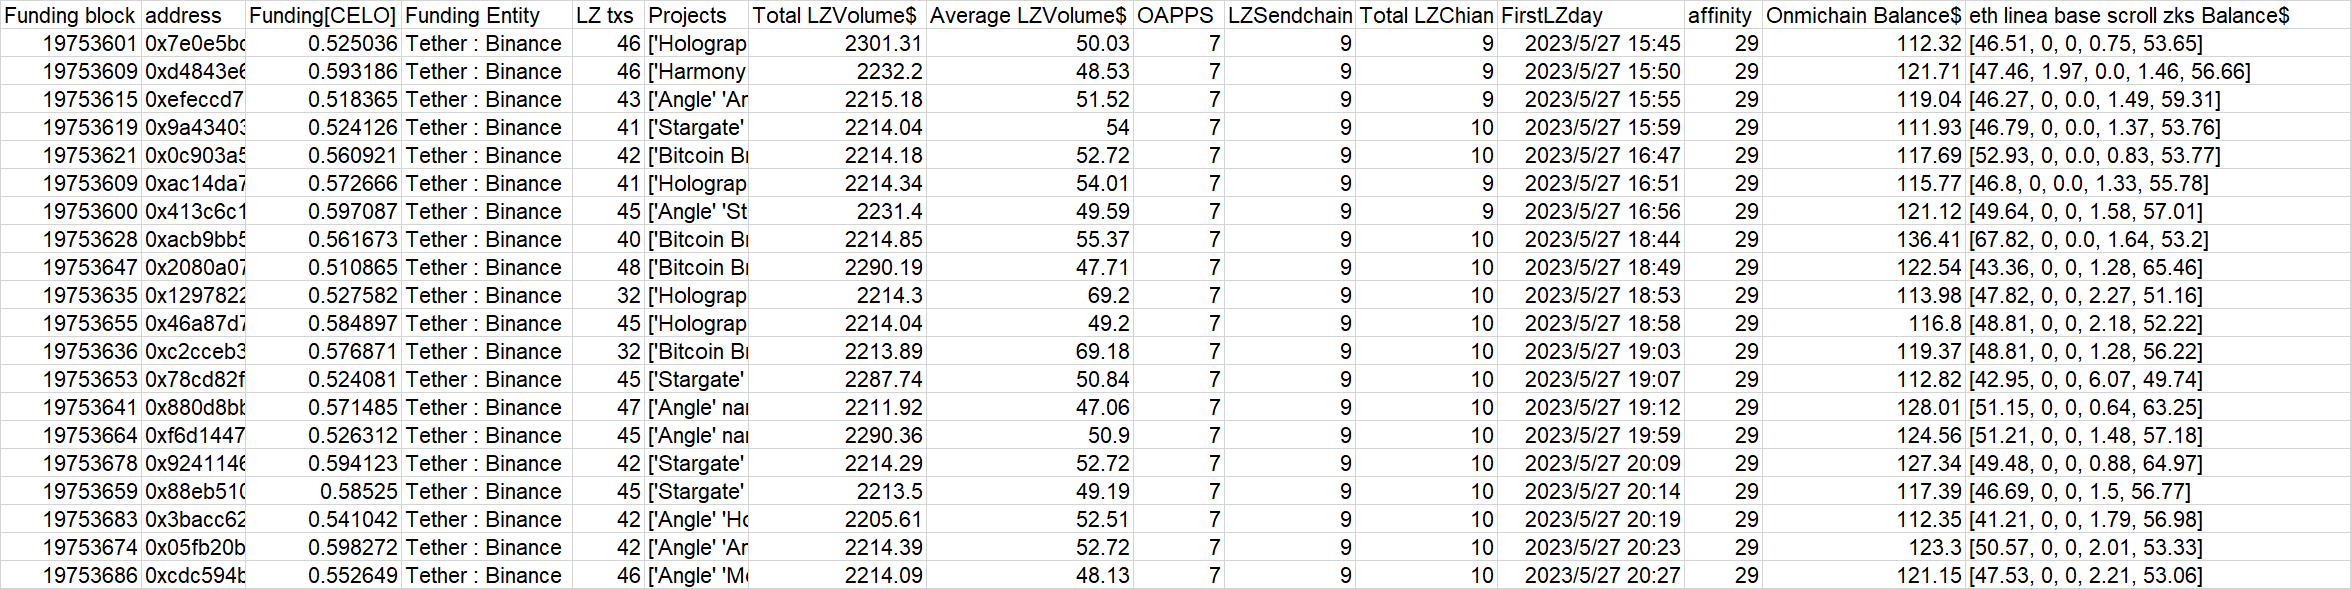 Funding block address Funding[CELO] Funding Entity LZ txs Projects Total LZVolume$ Average LZVolume$ OAPPS LZSendchain Total LZChian FirstLZday affinity Onmichain Balance$ eth linea base scroll zks Balance$
19753601 0x7e0e5bc 0.525036 Tether : Binance 46 ['Holograp 2301.31 50.03 7 9 9 2023/5/27 15:45 29 112.32 [46.51, 0, 0, 0.75, 53.65]
19753609 0xd4843e6 0.593186 Tether : Binance 46 ['Harmony 2232.2 48.53 7 9 9 2023/5/27 15:50 29 121.71 [47.46, 1.97, 0.0, 1.46, 56.66]
19753615 0xefeccd7 0.518365 Tether : Binance 43 ['Angle' 'Ar 2215.18 51.52 7 9 9 2023/5/27 15:55 29 119.04 [46.27, 0, 0.0, 1.49, 59.31]
19753619 0x9a43403 0.524126 Tether : Binance 41 ['Stargate' 2214.04 54 7 9 10 2023/5/27 15:59 29 111.93 [46.79, 0, 0.0, 1.37, 53.76]
19753621 0x0c903a5 0.560921 Tether : Binance 42 ['Bitcoin Br 2214.18 52.72 7 9 10 2023/5/27 16:47 29 117.69 [52.93, 0, 0.0, 0.83, 53.77]
19753609 0xac14da7 0.572666 Tether : Binance 41 ['Holograp 2214.34 54.01 7 9 9 2023/5/27 16:51 29 115.77 [46.8, 0, 0.0, 1.33, 55.78]
19753600 0x413c6c1 0.597087 Tether : Binance 45 ['Angle' 'St 2231.4 49.59 7 9 9 2023/5/27 16:56 29 121.12 [49.64, 0, 0, 1.58, 57.01]
19753628 0xacb9bb5 0.561673 Tether : Binance 40 ['Bitcoin Br 2214.85 55.37 7 9 10 2023/5/27 18:44 29 136.41 [67.82, 0, 0.0, 1.64, 53.2]
19753647 0x2080a07 0.510865 Tether : Binance 48 ['Bitcoin Br 2290.19 47.71 7 9 10 2023/5/27 18:49 29 122.54 [43.36, 0, 0, 1.28, 65.46]
19753635 0x1297822 0.527582 Tether : Binance 32 ['Holograp 2214.3 69.2 7 9 10 2023/5/27 18:53 29 113.98 [47.82, 0, 0, 2.27, 51.16]
19753655 0x46a87d7 0.584897 Tether : Binance 45 ['Holograp 2214.04 49.2 7 9 10 2023/5/27 18:58 29 116.8 [48.81, 0, 0, 2.18, 52.22]
19753636 0xc2cceb3 0.576871 Tether : Binance 32 ['Bitcoin Br 2213.89 69.18 7 9 10 2023/5/27 19:03 29 119.37 [48.81, 0, 0, 1.28, 56.22]
19753653 0x78cd82f 0.524081 Tether : Binance 45 ['Stargate' 2287.74 50.84 7 9 10 2023/5/27 19:07 29 112.82 [42.95, 0, 0, 6.07, 49.74]
19753641 0x880d8bb 0.571485 Tether : Binance 47 ['Angle' nar 2211.92 47.06 7 9 10 2023/5/27 19:12 29 128.01 [51.15, 0, 0, 0.64, 63.25]
19753664 0xf6d1447 0.526312 Tether : Binance 45 ['Angle' nar 2290.36 50.9 7 9 10 2023/5/27 19:59 29 124.56 [51.21, 0, 0, 1.48, 57.18]
19753678 0x9241146 0.594123 Tether : Binance 42 ['Stargate' 2214.29 52.72 7 9 10 2023/5/27 20:09 29 127.34 [49.48, 0, 0, 0.88, 64.97]
19753659 0x88eb510 0.58525 Tether : Binance 45 ['Stargate' 2213.5 49.19 7 9 10 2023/5/27 20:14 29 117.39 [46.69, 0, 0, 1.5, 56.77]
19753683 0x3bacc62 0.541042 Tether : Binance 42 ['Angle' 'Ho 2205.61 52.51 7 9 10 2023/5/27 20:19 29 112.35 [41.21, 0, 0, 1.79, 56.98]
19753674 0x05fb20b 0.598272 Tether : Binance 42 ['Angle' 'Ar 2214.39 52.72 7 9 10 2023/5/27 20:23 29 123.3 [50.57, 0, 0, 2.01, 53.33]
19753686 0xcdc594b 0.552649 Tether : Binance 46 ['Angle' 'Me 2214.09 48.13 7 9 10 2023/5/27 20:27 29 121.15 [47.53, 0, 0, 2.21, 53.06]